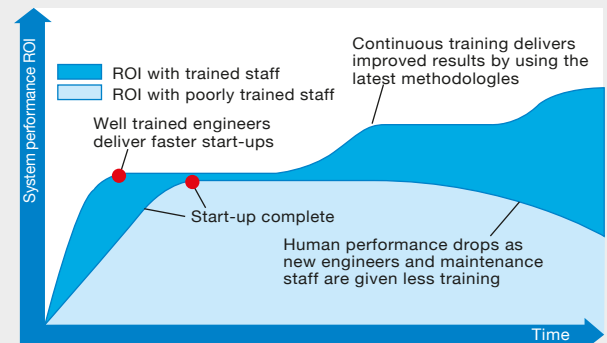 System performance ROI
ROI with trained staff
ROI with poorly trained staff
Well trained engineers
deliver faster start-ups
Continuous training delivers
improved results by using the
latest methodologles
Start-up complete
Human performance drops as
new engineers and maintenance
staff are given less training
Time